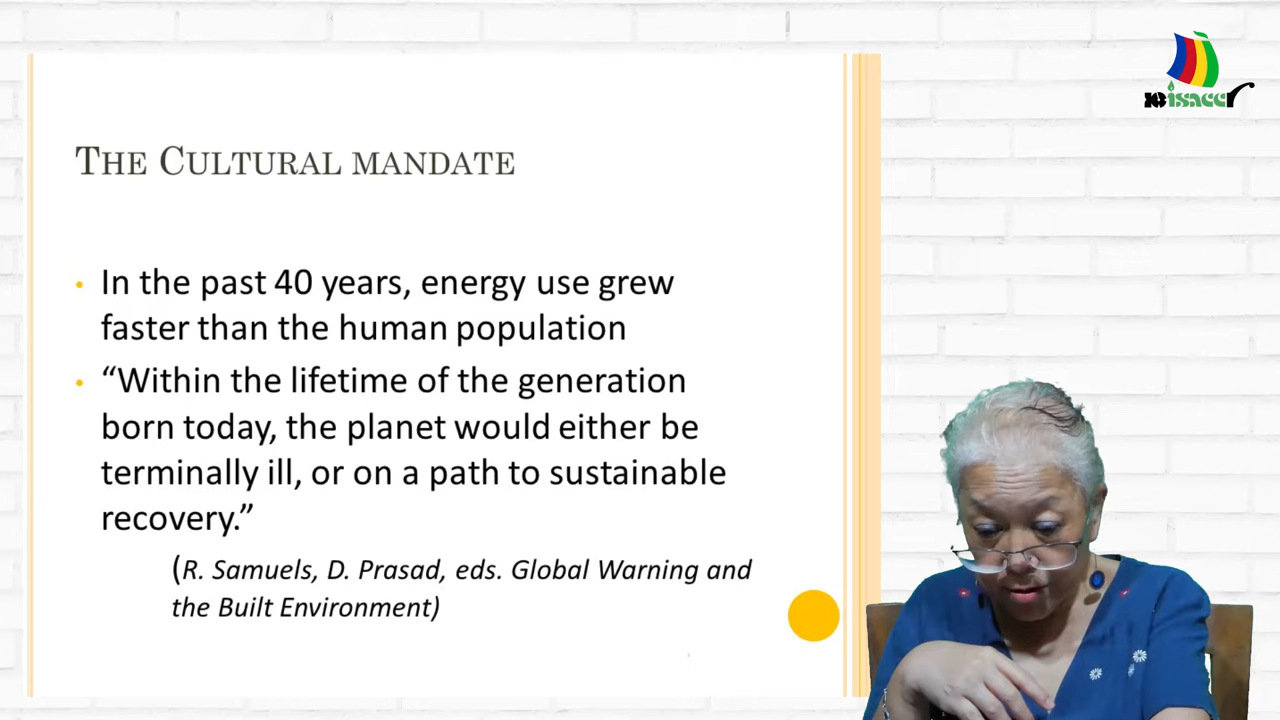 THE CULTURAL MANDATE
• In the past 40 years, energy use grew
faster than the human population
• “Within the lifetime of the generation
born today, the planet would either be
terminally ill, or on a path to sustainable
recovery.”
(R. Samuels, D. Prasad, eds. Global Warning and
the Built Environment)